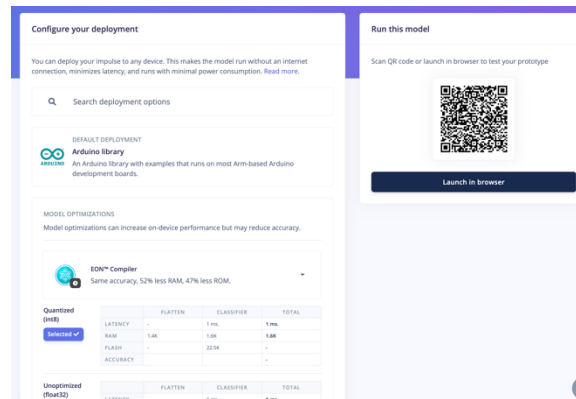 Configure your deployment
You can deploy your impulse to any device. This makes the model run without an internet
connection, minimizes latency, and runs with minimal power consumption. Read more.
Search deployment options
DEFAULT DEPLOYMENT
Arduino library
An Arduino library with examples that runs on most Arm-based Arduino
development boards.
ARDUINO
MODEL OPTIMIZATIONS
Model optimizations can increase on-device performance but may reduce accuracy.
EON™ Compiler
Same accuracy, 52% less RAM, 47% less ROM.
Quantized
(int8)
Selected ✓
FLATTEN CLASSIFIER TOTAL
LATENCY - 1 ms. 1 ms.
RAM 1.4K 1.6K 1.6K
FLASH - 22.5K -
ACCURACY -
Unoptimized
(float32)
FLATTEN CLASSIFIER TOTAL
Run this model
Scan QR code or launch in browser to test your prototype
Launch in browser